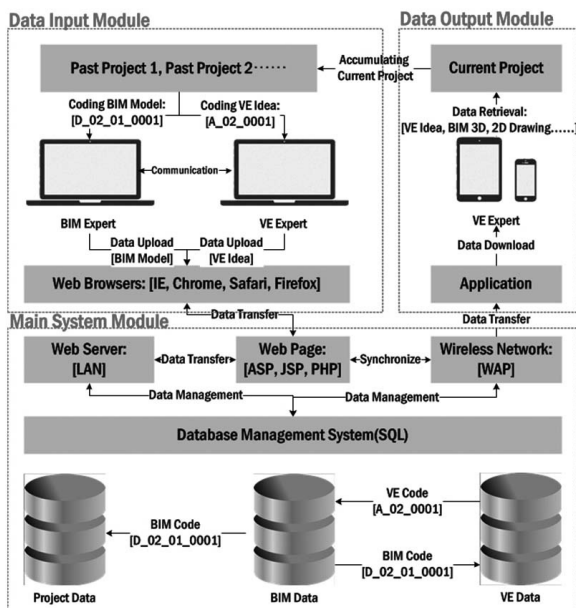 Data Input Module
Data Output Module
Past Project 1, Past Project 2······
Accumulating
Current Project
Current Project
Coding BIM Model:
[D_02_01_0001]
Coding VE Idea:
[A_02_0001]
Data Retrieval:
[VE Idea, BIM 3D, 2D Drawing......]
Communication
BIM Expert
VE Expert
VE Expert
Data Upload
[BIM Model]
Data Upload
[VE Idea]
Data Download
Web Browsers: [IE, Chrome, Safari, Firefox]
Application
Data Transfer
Data Transfer
Main System Module
Web Server:
[LAN]
Data Transfer
Web Page:
[ASP, JSP, PHP]
Synchronize
Wireless Network:
[WAP]
Data Management
Data Management
Database Management System(SQL)
VE Code
[A_02_0001]
BIM Code
[D_02_01_0001]
BIM Code
[D_02_01_0001]
Project Data
BIM Data
VE Data